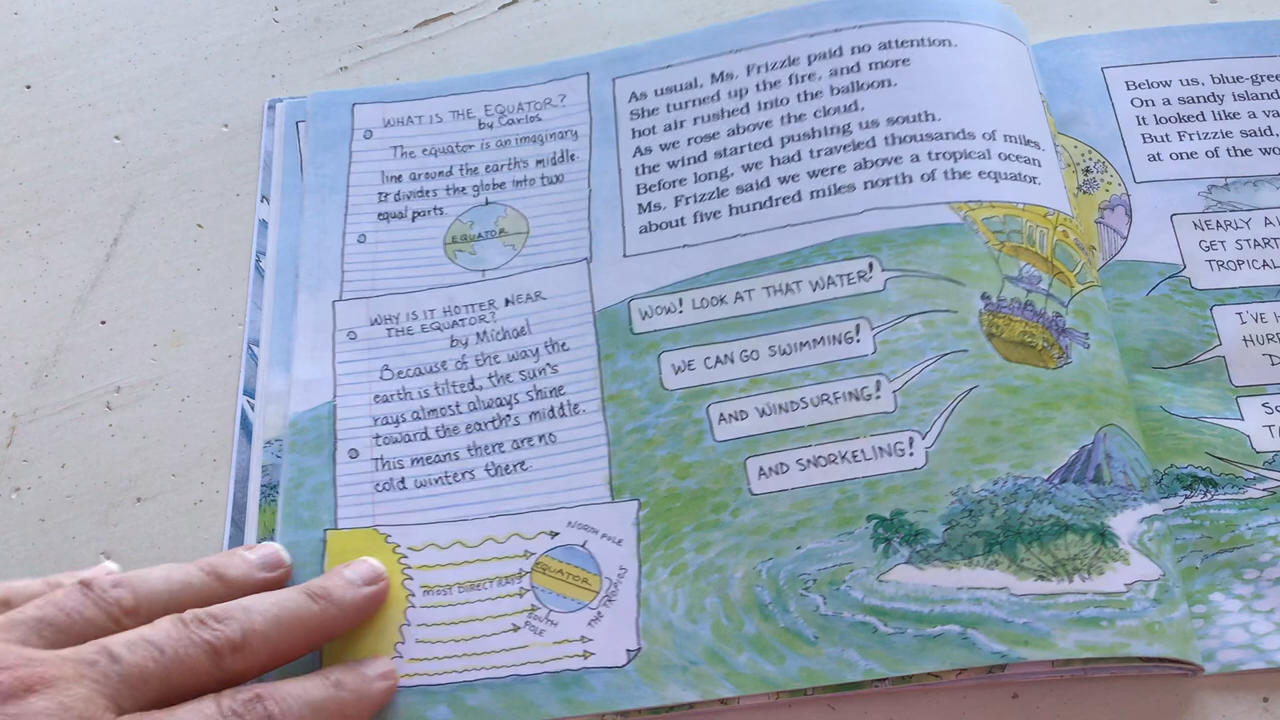 WHAT IS THE EQUATOR?
by Carlos
The equator is an imaginary
line around the earth's middle.
It divides the globe into two
equal parts.
EQUATOR
WHY IS IT HOTTER NEAR
THE EQUATOR?
by Michael
Because of the way the
earth is tilted, the sun's
rays almost always shine
toward the earth's middle.
This means there are no
cold winters there.
NORTH POLE
MOST DIRECT RAYS
EQUATOR
THE TROPICS
SOUTH
POLE
As usual, Ms. Frizzle paid no attention.
She turned up the fire, and more
hot air rushed into the balloon.
As we rose above the cloud,
the wind started pushing us south.
Before long, we had traveled thousands of miles.
Ms. Frizzle said we were above a tropical ocean
about five hundred miles north of the equator.
WOW! LOOK AT THAT WATER!
WE CAN GO SWIMMING!
AND WINDSURFING!
AND SNORKELING!
Below us, blue-gree
On a sandy island
It looked like a va
But Frizzie said
at one of the wo
NEARLY A
GET START
TROPICAL
I'VE
HURR